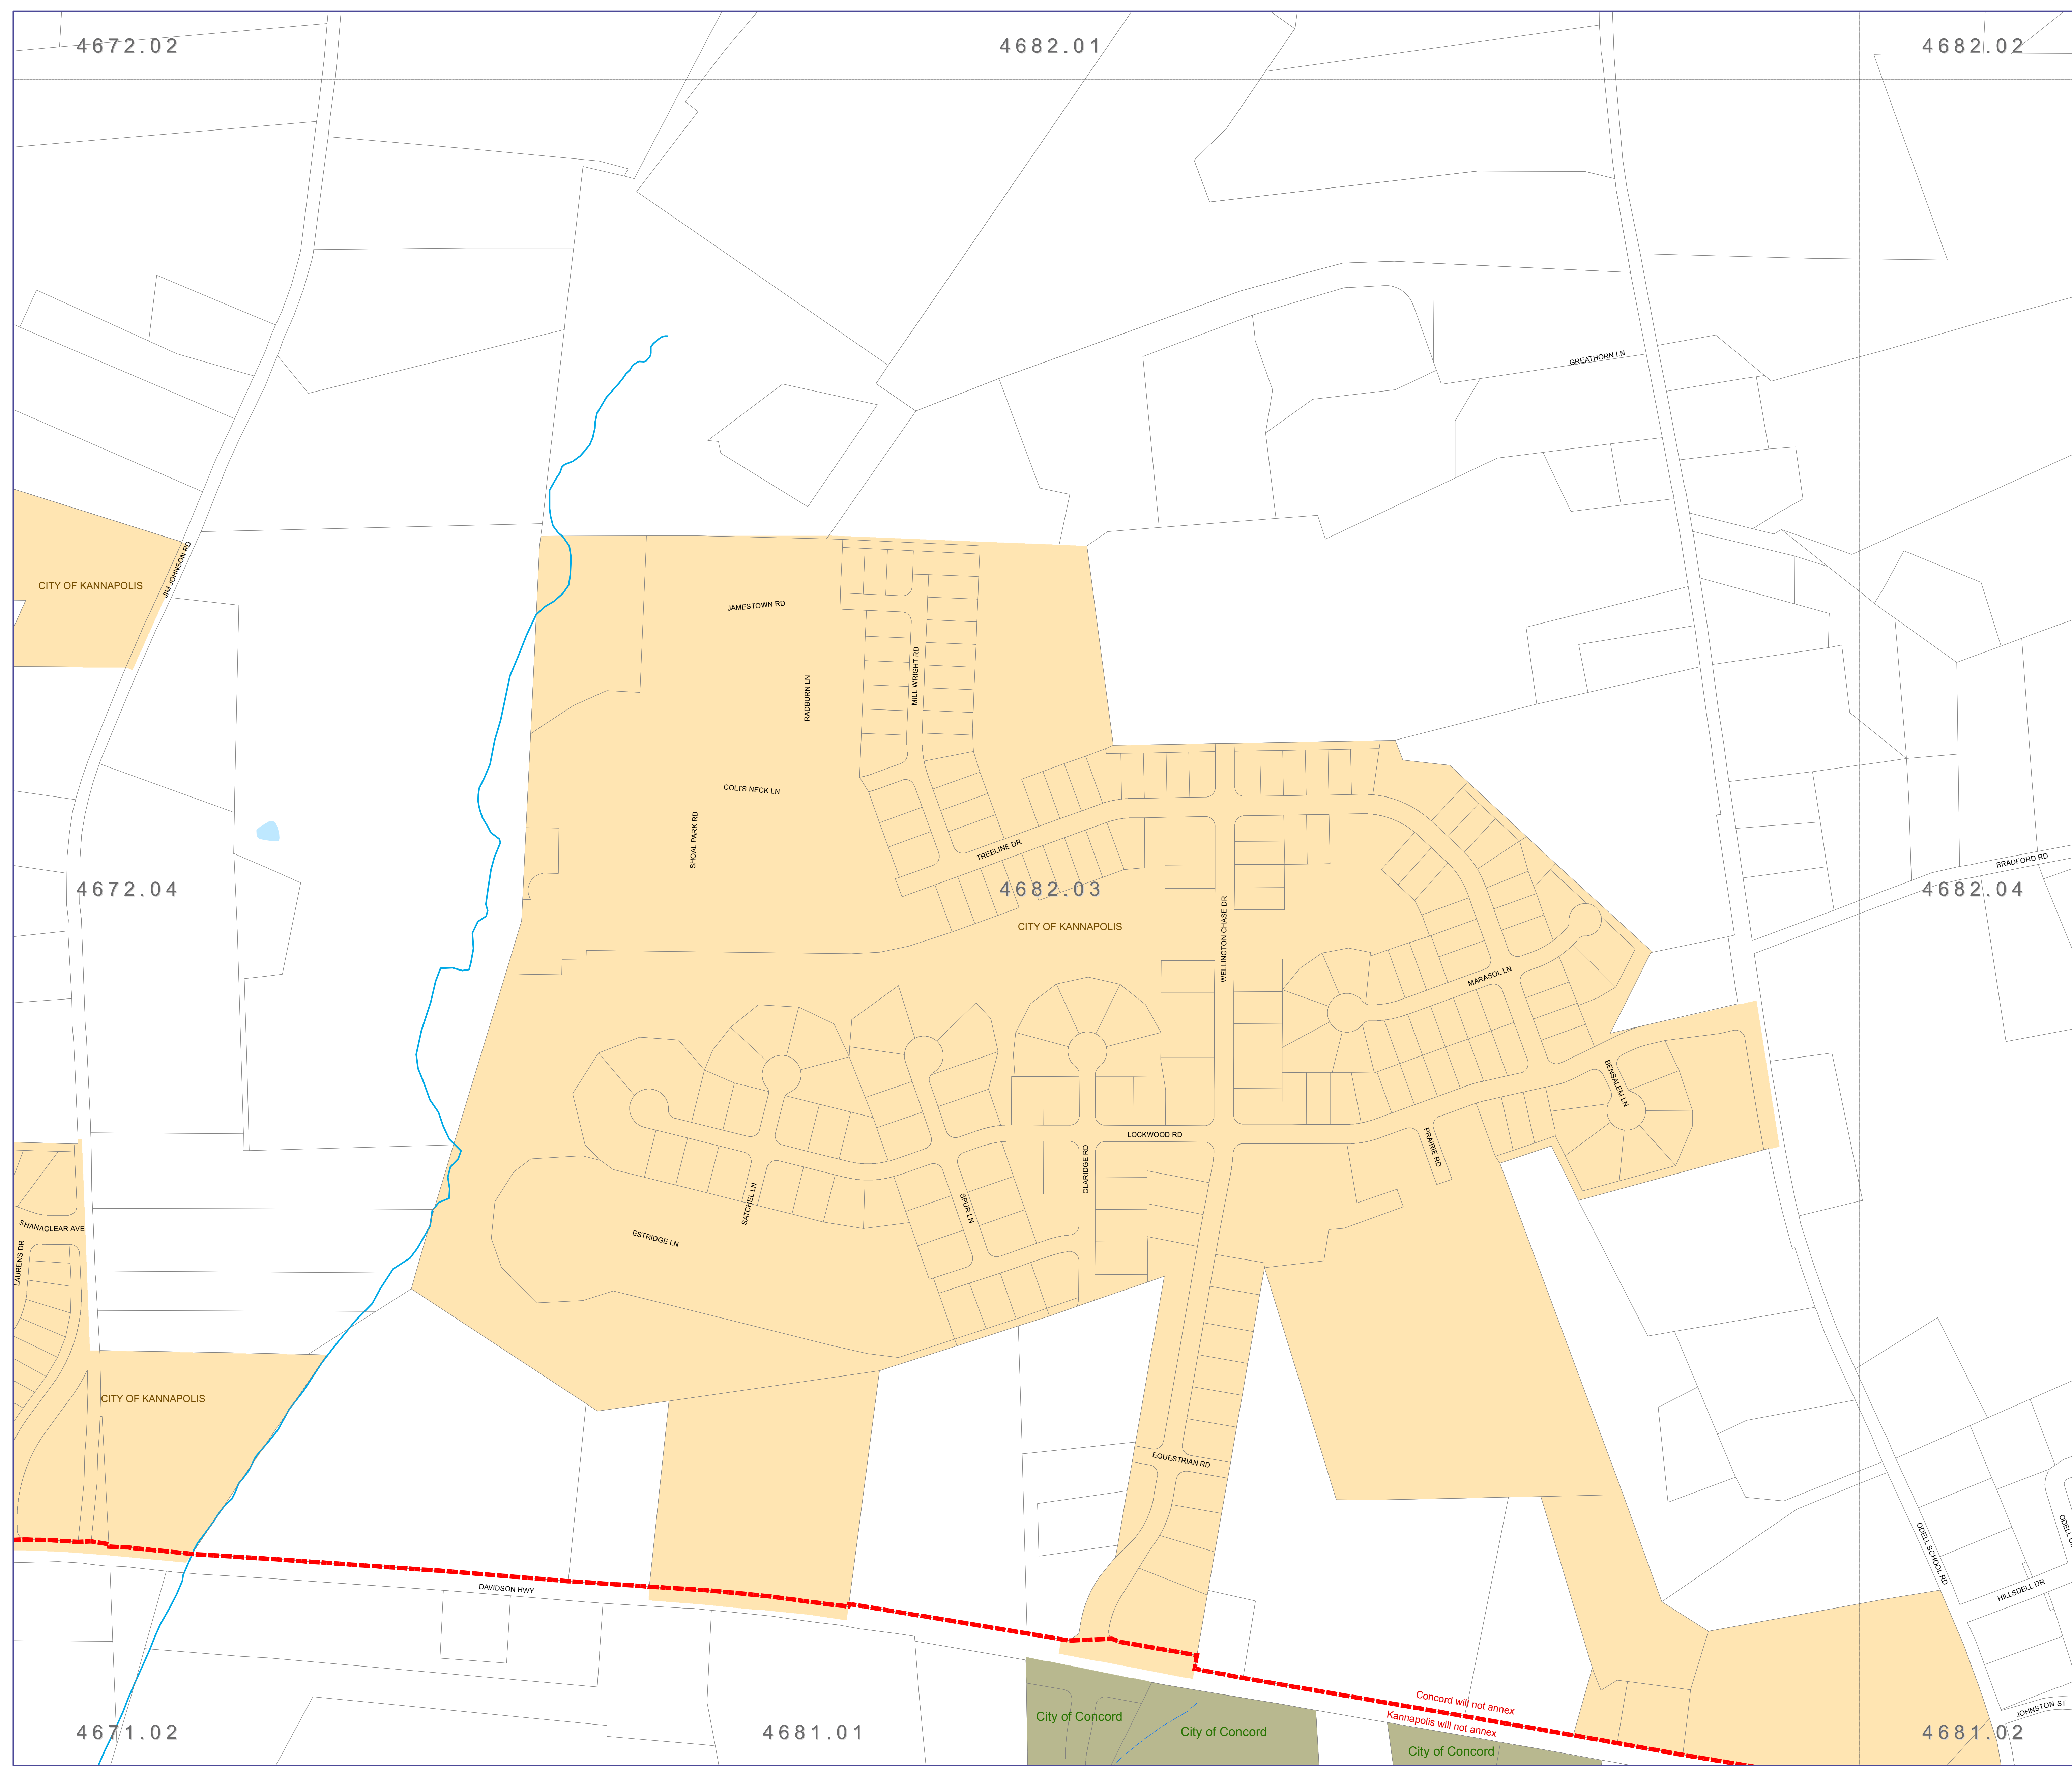 4672.02
4682.01
4682.02
GREATHORN LN
JIM JOHNSON RD
CITY OF KANNAPOLIS
JAMESTOWN RD
MILL WRIGHT RD
RADBURN LN
COLTS NECK LN
SHOAL PARK RD
TREELINE DR
BRADFORD RD
4672.04
4682.03
4682.04
CITY OF KANNAPOLIS
WELLINGTON CHASE DR
MARASOL LN
BENSALEM LN
LOCKWOOD RD
PRAIRIE RD
CLARIDGE RD
SATCHEL LN
SPUR LN
ESTRIDGE LN
SHANACLEAR AVE
LAURENS DR
CITY OF KANNAPOLIS
EQUESTRIAN RD
ODELL SCHOOL RD
ODELL
HILLSDELL DR
DAVIDSON HWY
Concord will not annex
Kannapolis will not annex
JOHNSTON ST
City of Concord
City of Concord
City of Concord
4671.02
4681.01
4681.02